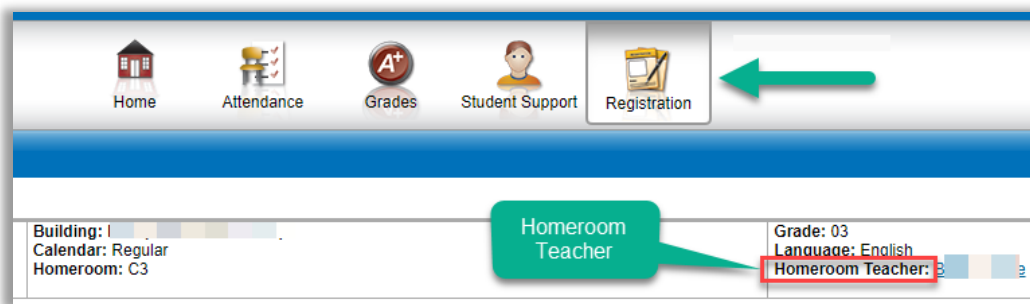 Home
Attendance
Grades
Student Support
Registration
A+
Homeroom
Teacher
Building:
Calendar: Regular
Homeroom: C3
Grade: 03
Language: English
Homeroom Teacher: